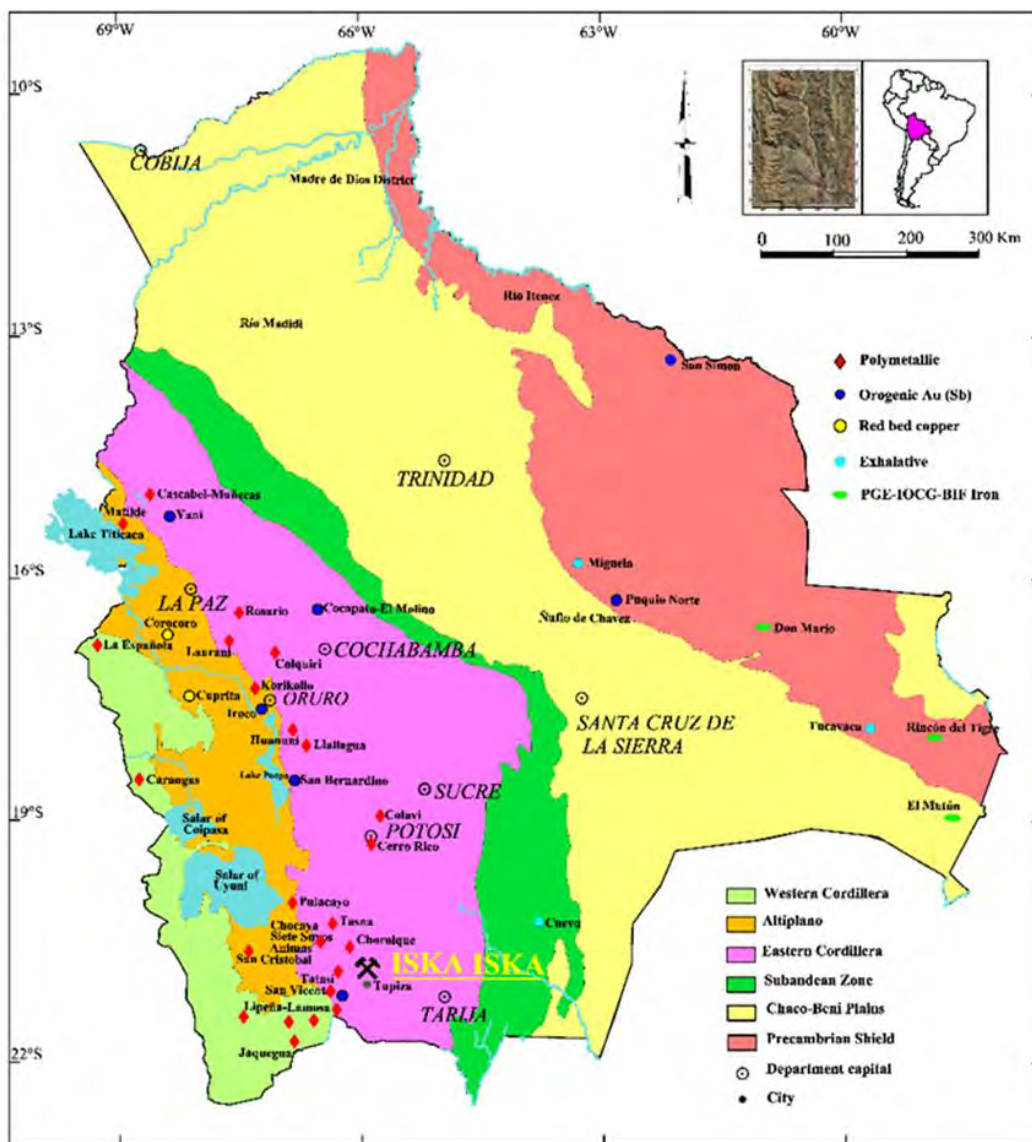 69°W
66°W
63°W
60°W
10°S
13°S
16°S
19°S
22°S
COBIJA
Madre de Dios District
0 100 200 300 Km
Río Itenez
Río Madidi
San Simon
Polymetallic
Orogenic Au (Sb)
Red bed copper
Exhalative
PGE-IOCG-BIF Iron
TRINIDAD
Cascabel-Muñecas
Matilde
Yani
Lake Titicaca
Miguela
LA PAZ
Rosario
Cocapata-El Molino
Puquio Norte
Ñuflo de Chavez
Don Mario
Corocoro
La Española
Laurani
COCHABAMBA
Colquiri
Korikollo
Cuprita
ORURO
Iroco
SANTA CRUZ DE
LA SIERRA
Tucavaca
Rincón del Tigre
Huanuni
Llallagua
Lake Poopo
San Bernardino
Carangas
SUCRE
El Mutún
Salar of
Coipasa
Colavi
POTOSI
Cerro Rico
Salar of
Uyuni
Pulacayo
Tasna
Cueva
Chocaya
Siete Suyos
Animas
Chorolque
San Cristobal
ISKA ISKA
Tatasi
Tupiza
San Vicent
Lipeña-Lamosa
TARIJA
Jaquegua
Western Cordillera
Altiplano
Eastern Cordillera
Subandean Zone
Chaco-Beni Plains
Precambrian Shield
Department capital
City